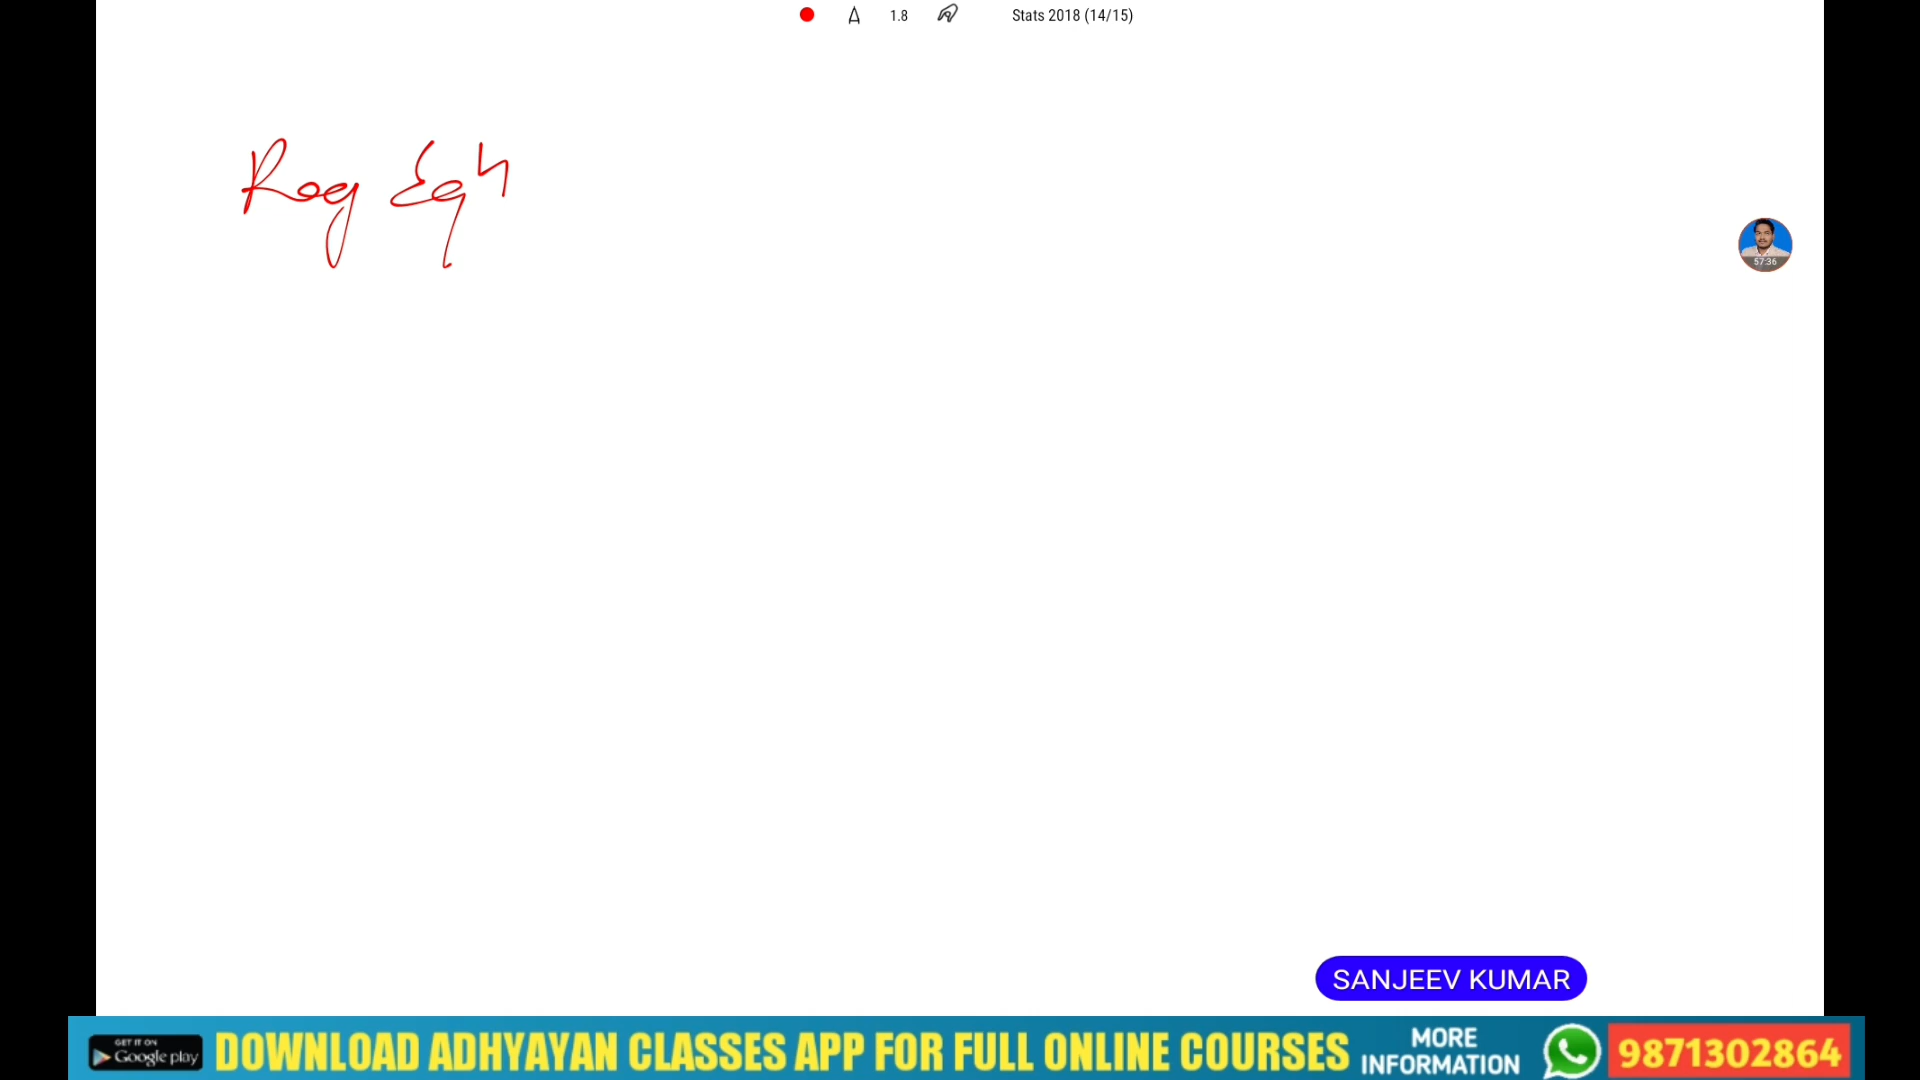 1.8 Stats 2018 (14/15)
Reg Eqn
57:36
SANJEEV KUMAR
GET IT ON
Google play
DOWNLOAD ADHYAYAN CLASSES APP FOR FULL ONLINE COURSES
MORE
INFORMATION
9871302864